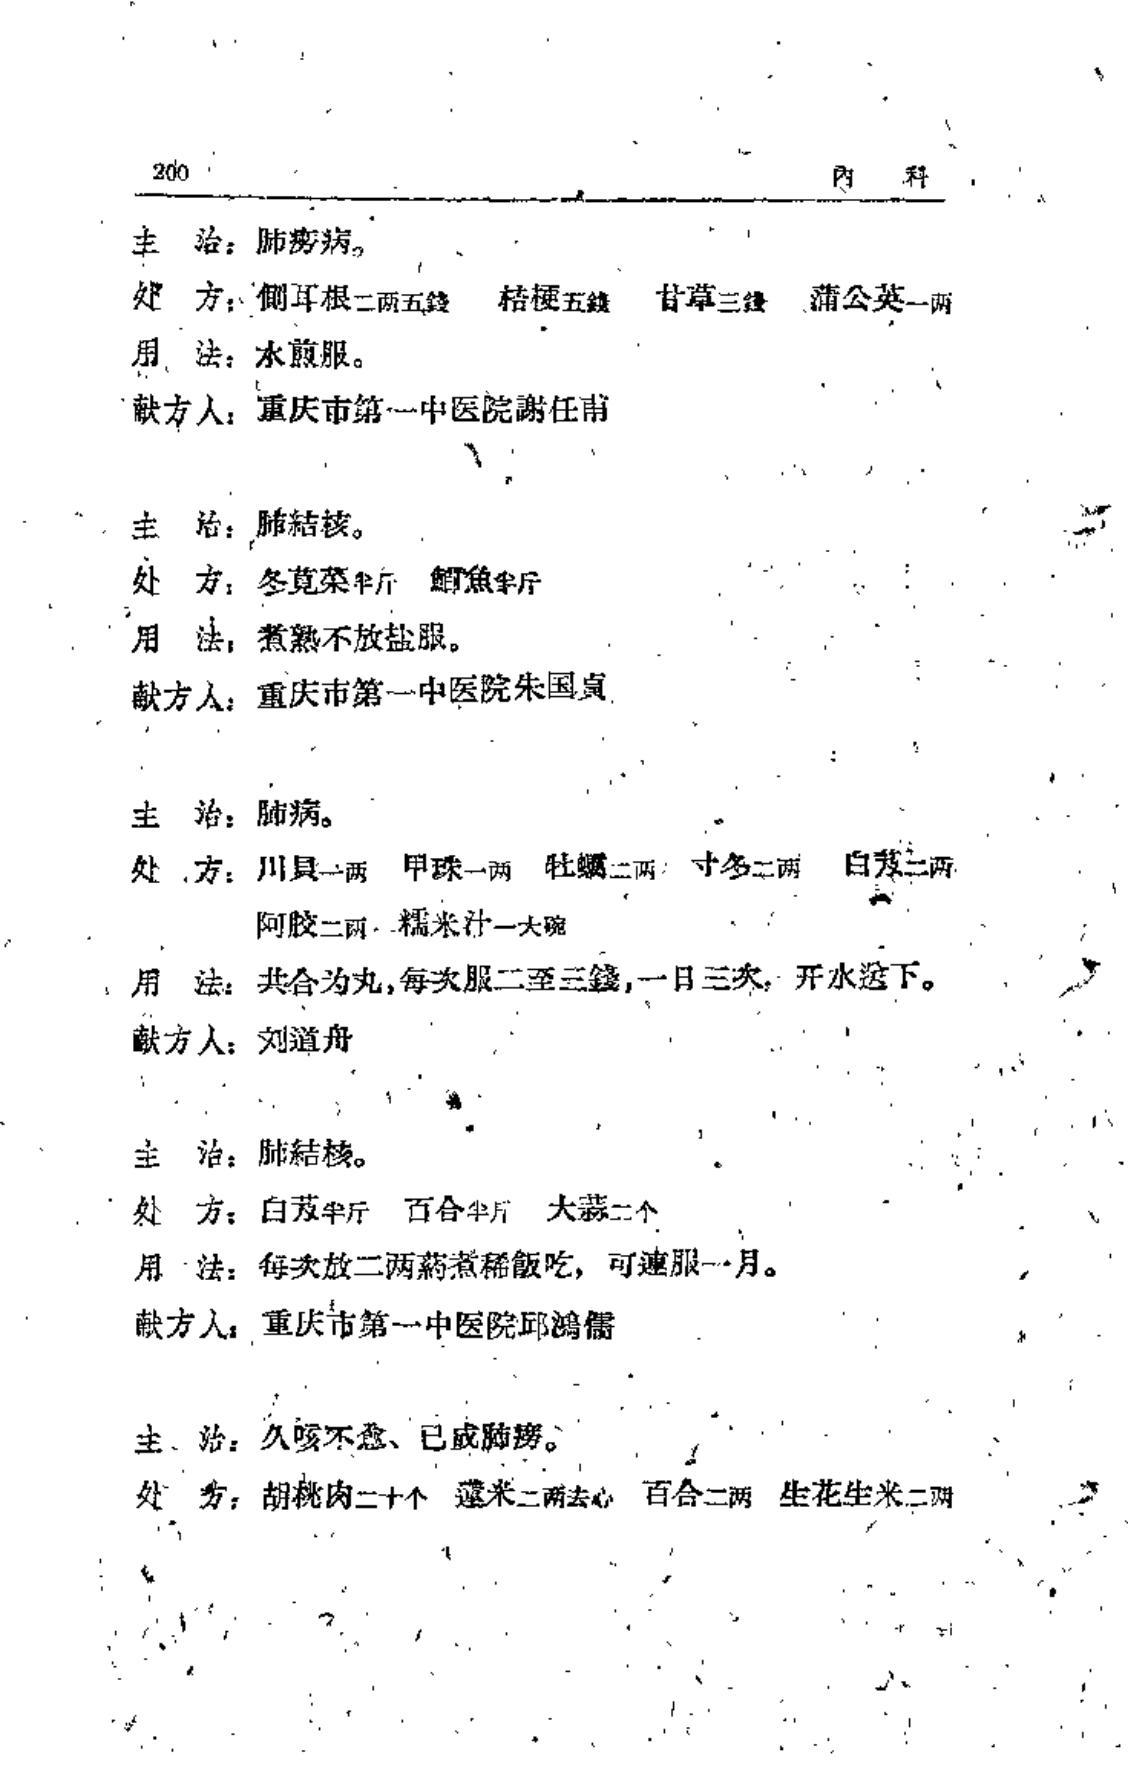 200 內 科
主 治：肺痨病。
处 方：側耳根二两五錢 桔梗五錢 甘草三錢 蒲公英一两
用 法：水煎服。
献方人：重庆市第一中医院謝任甫
主 治：肺結核。
处 方：冬莧菜半斤 鯽魚半斤
用 法：煮熟不放盐服。
献方人：重庆市第一中医院朱国貞
主 治：肺病。
处 方：川貝一两 甲珠一两 牡蠣二两 寸冬二两 白芨二两
阿胶二两 糯米汁一大碗
用 法：共合为丸，每次服二至三錢，一日三次，开水送下。
献方人：刘道舟
主 治：肺結核。
处 方：白芨半斤 百合半斤 大蒜二个
用 法：每次放二两葯煮稀飯吃，可連服一月。
献方人：重庆市第一中医院邱鴻儒
主 治：久咳不愈、已成肺痨。
处 方：胡桃肉二十个 蓮米二两去心 百合二两 生花生米二两